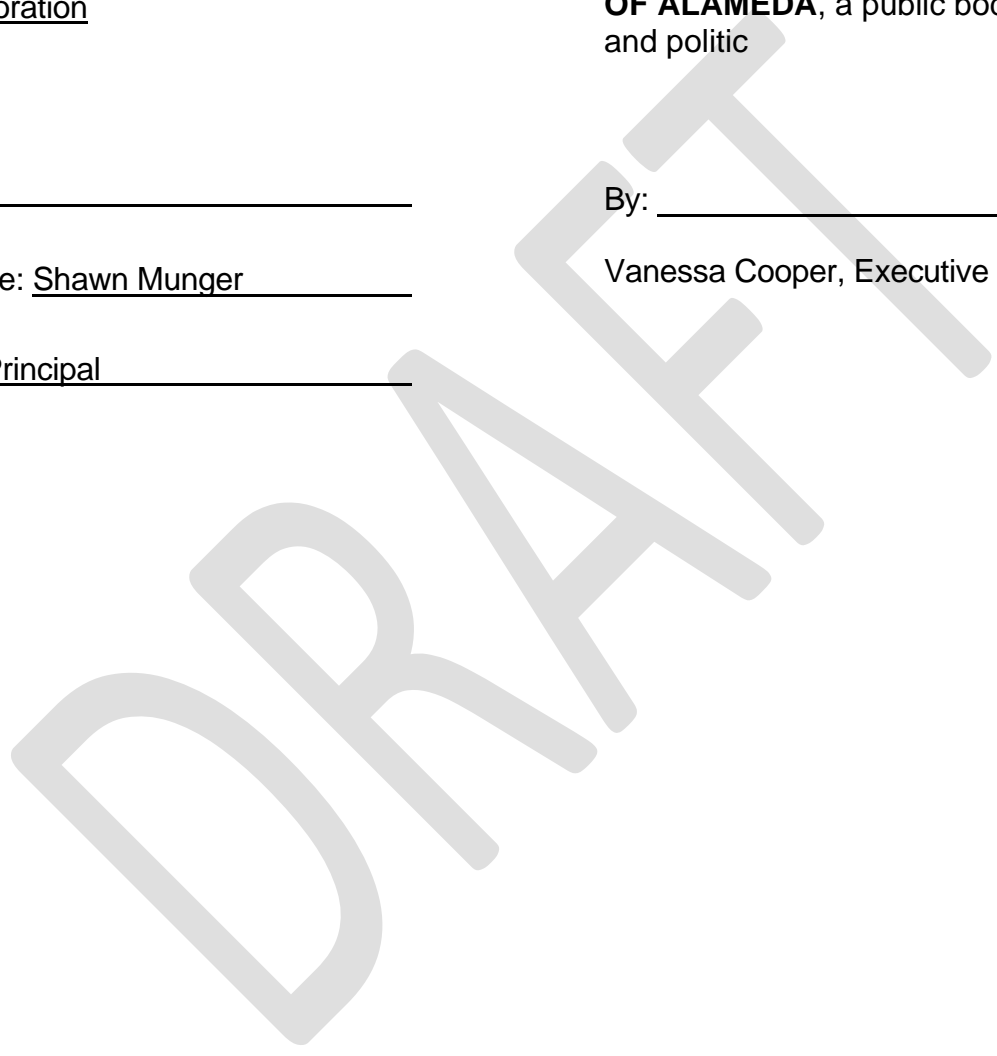 oration
OF ALAMEDA, a public bod
and politic
By:
e: Shawn Munger
Vanessa Cooper, Executive
Principal
DRAFT